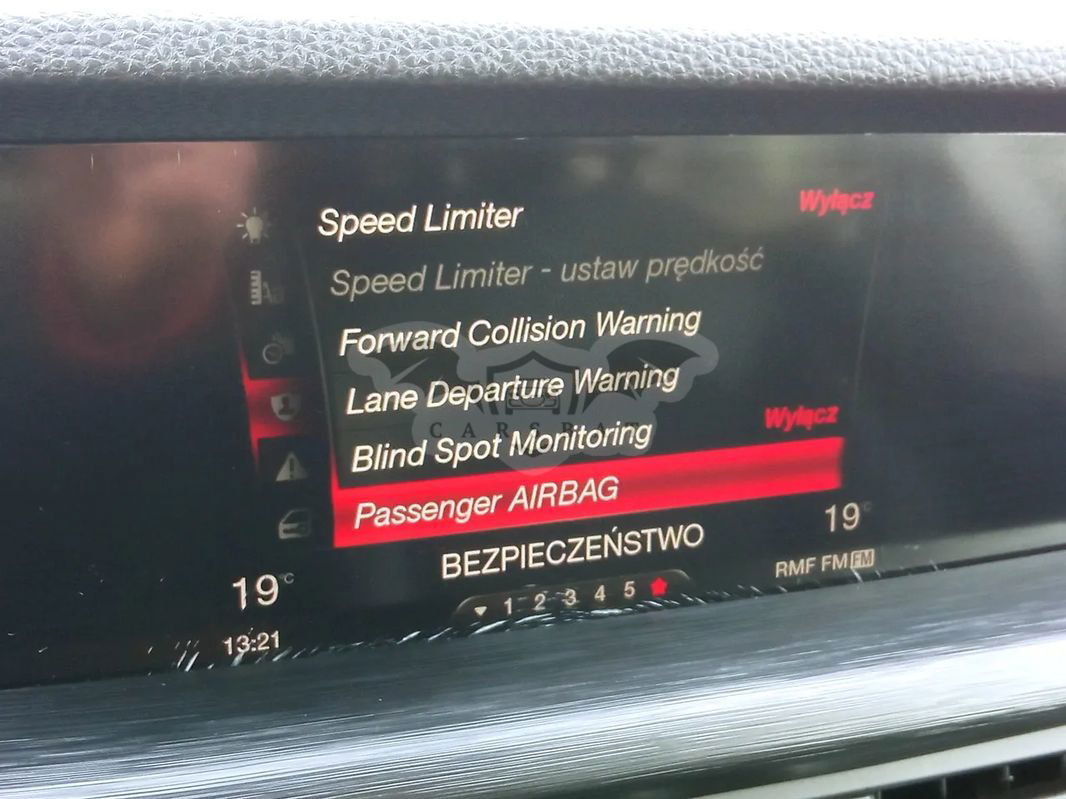 Speed Limiter Wyłącz
Speed Limiter - ustaw prędkość
Forward Collision Warning
Lane Departure Warning
Blind Spot Monitoring Wyłącz
Passenger AIRBAG
BEZPIECZEŃSTWO
19°C
19°C
1 2 3 4 5
RMF FM FM
13:21
CARSBAT